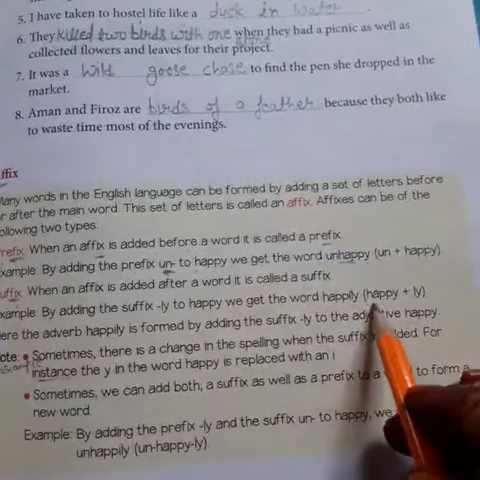 5. I have taken to hostel life like a duck in water.
6. They killed two birds with one stone when they had a picnic as well as
collected flowers and leaves for their project.
7. It was a wild goose chase to find the pen she dropped in the
market.
8. Aman and Firoz are birds of a feather because they both like
to waste time most of the evenings.
ffix
any words in the English language can be formed by adding a set of letters before
r after the main word. This set of letters is called an affix. Affixes can be of the
ollowing two types:
refix: When an affix is added before a word it is called a prefix.
xample: By adding the prefix un- to happy we get the word unhappy (un + happy)
uffix: When an affix is added after a word it is called a suffix.
xample: By adding the suffix -ly to happy we get the word happily (happy + ly)
ere the adverb happily is formed by adding the suffix -ly to the adjective happy.
ote: • Sometimes, there is a change in the spelling when the suffix is added. For
Example
instance the y in the word happy is replaced with an i
• Sometimes, we can add both, a suffix as well as a prefix to a to form a
new word.
Example: By adding the prefix -ly and the suffix un- to happy, we
unhappily (un-happy-ly).